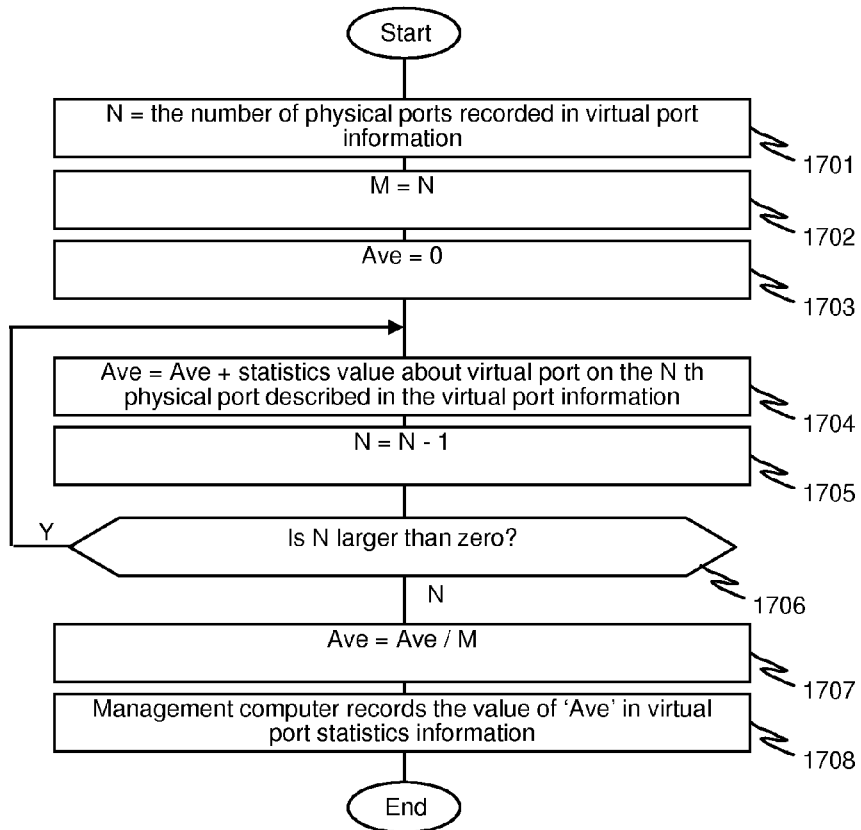 Start
N = the number of physical ports recorded in virtual port
information
1701
M = N
1702
Ave = 0
1703
Ave = Ave + statistics value about virtual port on the N th
physical port described in the virtual port information
1704
N = N - 1
1705
Y
Is N larger than zero?
N
1706
Ave = Ave / M
1707
Management computer records the value of ‘Ave’ in virtual
port statistics information
1708
End